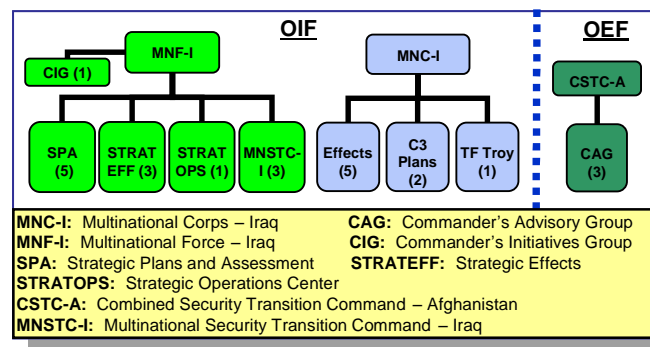 OIF
OEF
MNF-I
CIG (1)
SPA
(5)
STRAT
EFF (3)
STRAT
OPS (1)
MNSTC-
I (3)
MNC-I
Effects
(5)
C3
Plans
(2)
TF Troy
(1)
CSTC-A
CAG
(3)
MNC-I: Multinational Corps – Iraq
CAG: Commander's Advisory Group
MNF-I: Multinational Force – Iraq
CIG: Commander's Initiatives Group
SPA: Strategic Plans and Assessment
STRATEFF: Strategic Effects
STRATOPS: Strategic Operations Center
CSTC-A: Combined Security Transition Command – Afghanistan
MNSTC-I: Multinational Security Transition Command – Iraq